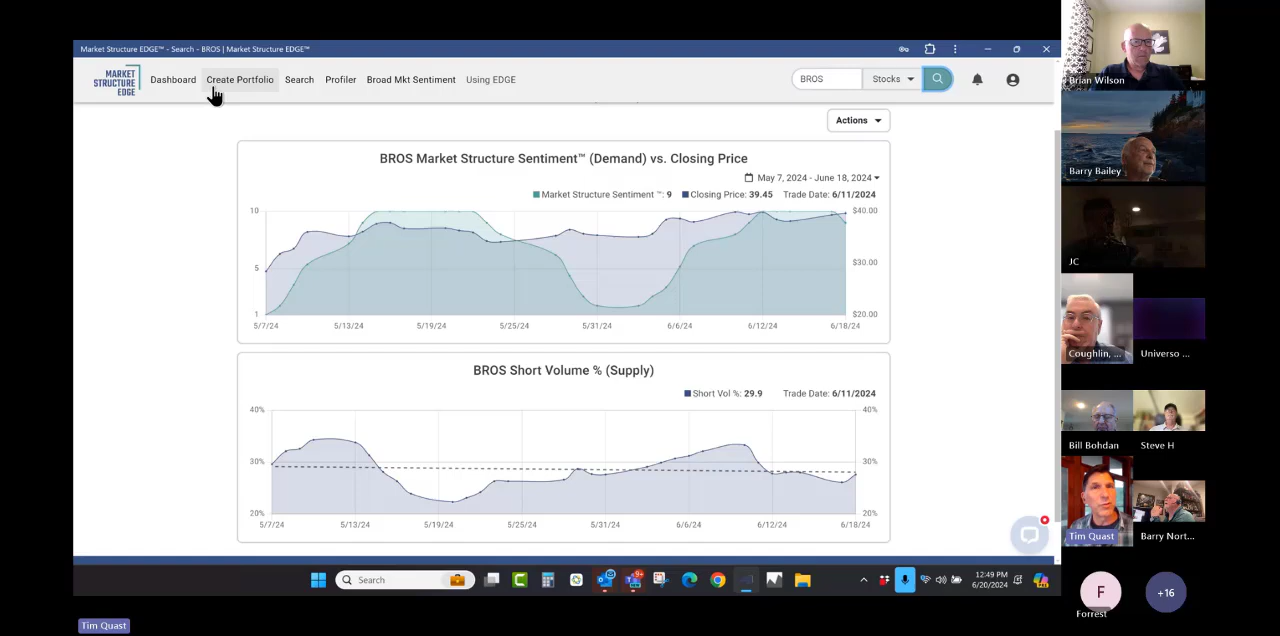 Market Structure EDGE™ - Search - BROS | Market Structure EDGE™
MARKET STRUCTURE EDGE
Dashboard Create Portfolio Search Profiler Broad Mkt Sentiment Using EDGE BROS Stocks
Actions
BROS Market Structure Sentiment™ (Demand) vs. Closing Price
May 7, 2024 - June 18, 2024
Market Structure Sentiment ™: 9 Closing Price: 39.45 Trade Date: 6/11/2024
10 $40.00
5 $30.00
1 $20.00
5/7/24 5/13/24 5/19/24 5/25/24 5/31/24 6/6/24 6/12/24 6/18/24
BROS Short Volume % (Supply)
Short Vol %: 29.9 Trade Date: 6/11/2024
40% 40%
30% 30%
20% 20%
5/7/24 5/13/24 5/19/24 5/25/24 5/31/24 6/6/24 6/12/24 6/18/24
Search
9+
12:49 PM
6/20/2024
Tim Quast
Brian Wilson
Barry Bailey
JC
Coughlin, ... Universo ...
Bill Bohdan Steve H
Tim Quast Barry Nort...
F +16
Forrest